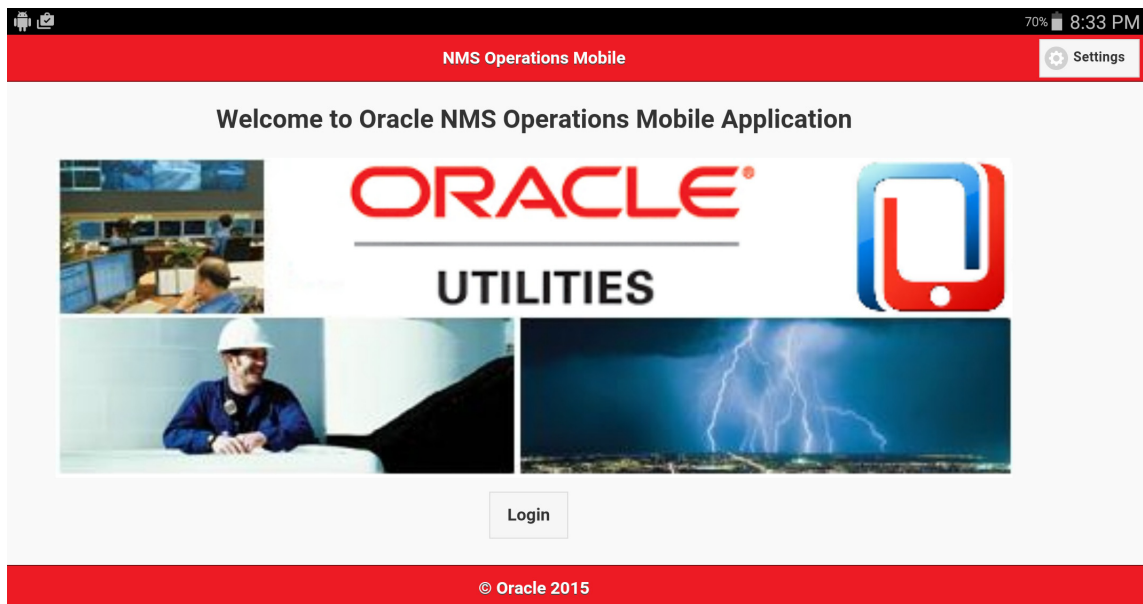 70% 8:33 PM
NMS Operations Mobile
Settings
Welcome to Oracle NMS Operations Mobile Application
ORACLE®
UTILITIES
Login
© Oracle 2015